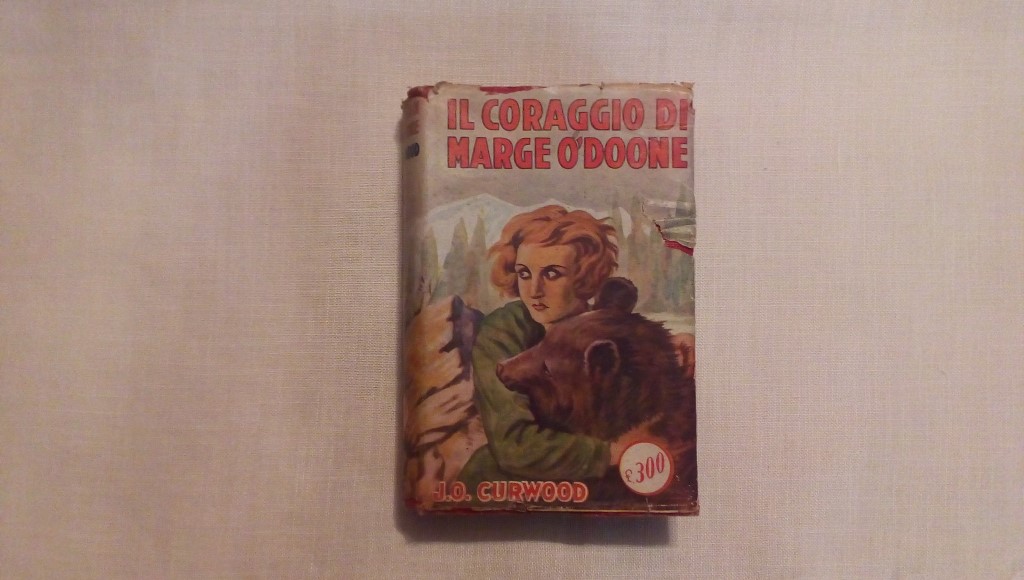 IL CORAGGIO DI
MARGE O'DOONE
J.O. CURWOOD
£300